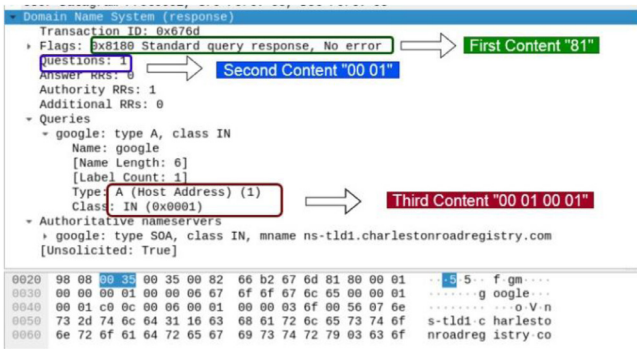 Domain Name System (response)
Transaction ID: 0x676d
Flags: 0x8180 Standard query response, No error
First Content "81"
Questions: 1
Second Content "00 01"
Answer RRs: 0
Authority RRs: 1
Additional RRs: 0
Queries
google: type A, class IN
Name: google
[Name Length: 6]
[Label Count: 1]
Type: A (Host Address) (1)
Class: IN (0x0001)
Third Content "00 01 00 01"
Authoritative nameservers
google: type SOA, class IN, mname ns-tld1.charlestonroadregistry.com
[Unsolicited: True]
0020 98 08 00 35 00 35 00 82 66 b2 67 6d 81 80 00 01 ···5·5·· f·gm····
0030 00 00 00 01 00 00 06 67 6f 6f 67 6c 65 00 00 01 ·······g oogle···
0040 00 01 c0 0c 00 06 00 01 00 00 03 6f 00 56 07 6e ········ ···o·V·n
0050 73 2d 74 6c 64 31 16 63 68 61 72 6c 65 73 74 6f s-tld1·c harlesto
0060 6e 72 6f 61 64 72 65 67 69 73 74 72 79 03 63 6f nroadreg istry·co